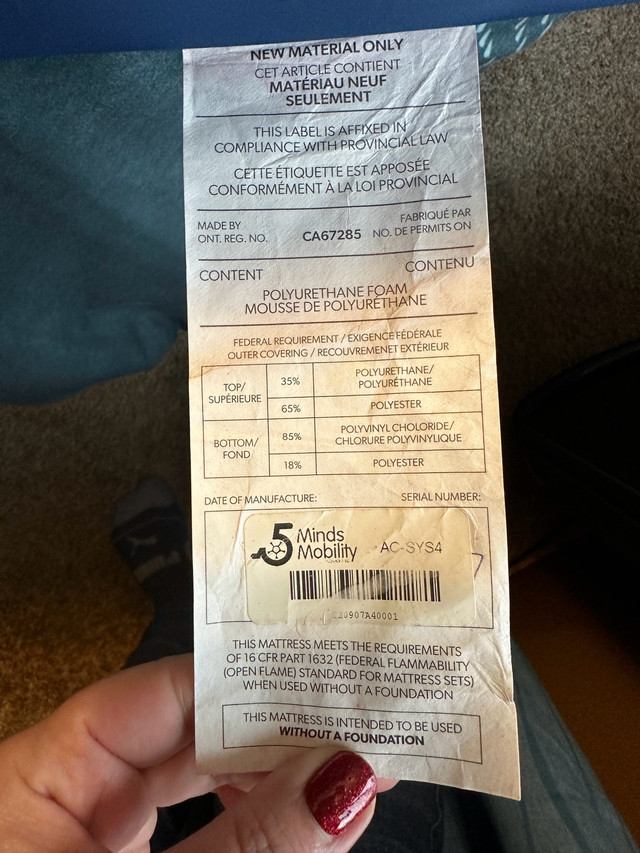 NEW MATERIAL ONLY
CET ARTICLE CONTIENT
MATÉRIAU NEUF
SEULEMENT
THIS LABEL IS AFFIXED IN
COMPLIANCE WITH PROVINCIAL LAW
CETTE ÉTIQUETTE EST APPOSÉE
CONFORMÉMENT À LA LOI PROVINCIAL
MADE BY
ONT. REG. NO.
CA67285
FABRIQUÉ PAR
NO. DE PERMITS ON
CONTENT
CONTENU
POLYURETHANE FOAM
MOUSSE DE POLYURÉTHANE
FEDERAL REQUIREMENT / EXIGENCE FÉDÉRALE
OUTER COVERING / RECOUVREMENET EXTÉRIEUR
TOP/
SUPÉRIEURE
35%
POLYURETHANE/
POLYURÉTHANE
65%
POLYESTER
BOTTOM/
FOND
85%
POLYVINYL CHOLORIDE/
CHLORURE POLYVINYLIQUE
18%
POLYESTER
DATE OF MANUFACTURE:
SERIAL NUMBER:
5 Minds
Mobility
AC-SYS4
THIS MATTRESS MEETS THE REQUIREMENTS
OF 16 CFR PART 1632 (FEDERAL FLAMMABILITY
(OPEN FLAME) STANDARD FOR MATTRESS SETS)
WHEN USED WITHOUT A FOUNDATION
THIS MATTRESS IS INTENDED TO BE USED
WITHOUT A FOUNDATION